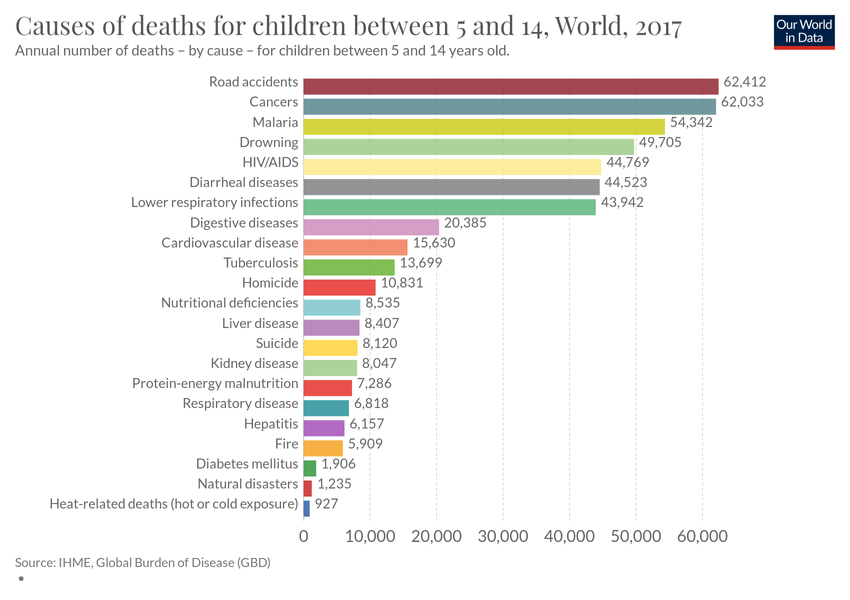 Causes of deaths for children between 5 and 14, World, 2017
Annual number of deaths – by cause – for children between 5 and 14 years old.
Our World
in Data
Road accidents 62,412
Cancers 62,033
Malaria 54,342
Drowning 49,705
HIV/AIDS 44,769
Diarrheal diseases 44,523
Lower respiratory infections 43,942
Digestive diseases 20,385
Cardiovascular disease 15,630
Tuberculosis 13,699
Homicide 10,831
Nutritional deficiencies 8,535
Liver disease 8,407
Suicide 8,120
Kidney disease 8,047
Protein-energy malnutrition 7,286
Respiratory disease 6,818
Hepatitis 6,157
Fire 5,909
Diabetes mellitus 1,906
Natural disasters 1,235
Heat-related deaths (hot or cold exposure) 927
0 10,000 20,000 30,000 40,000 50,000 60,000
Source: IHME, Global Burden of Disease (GBD)
•